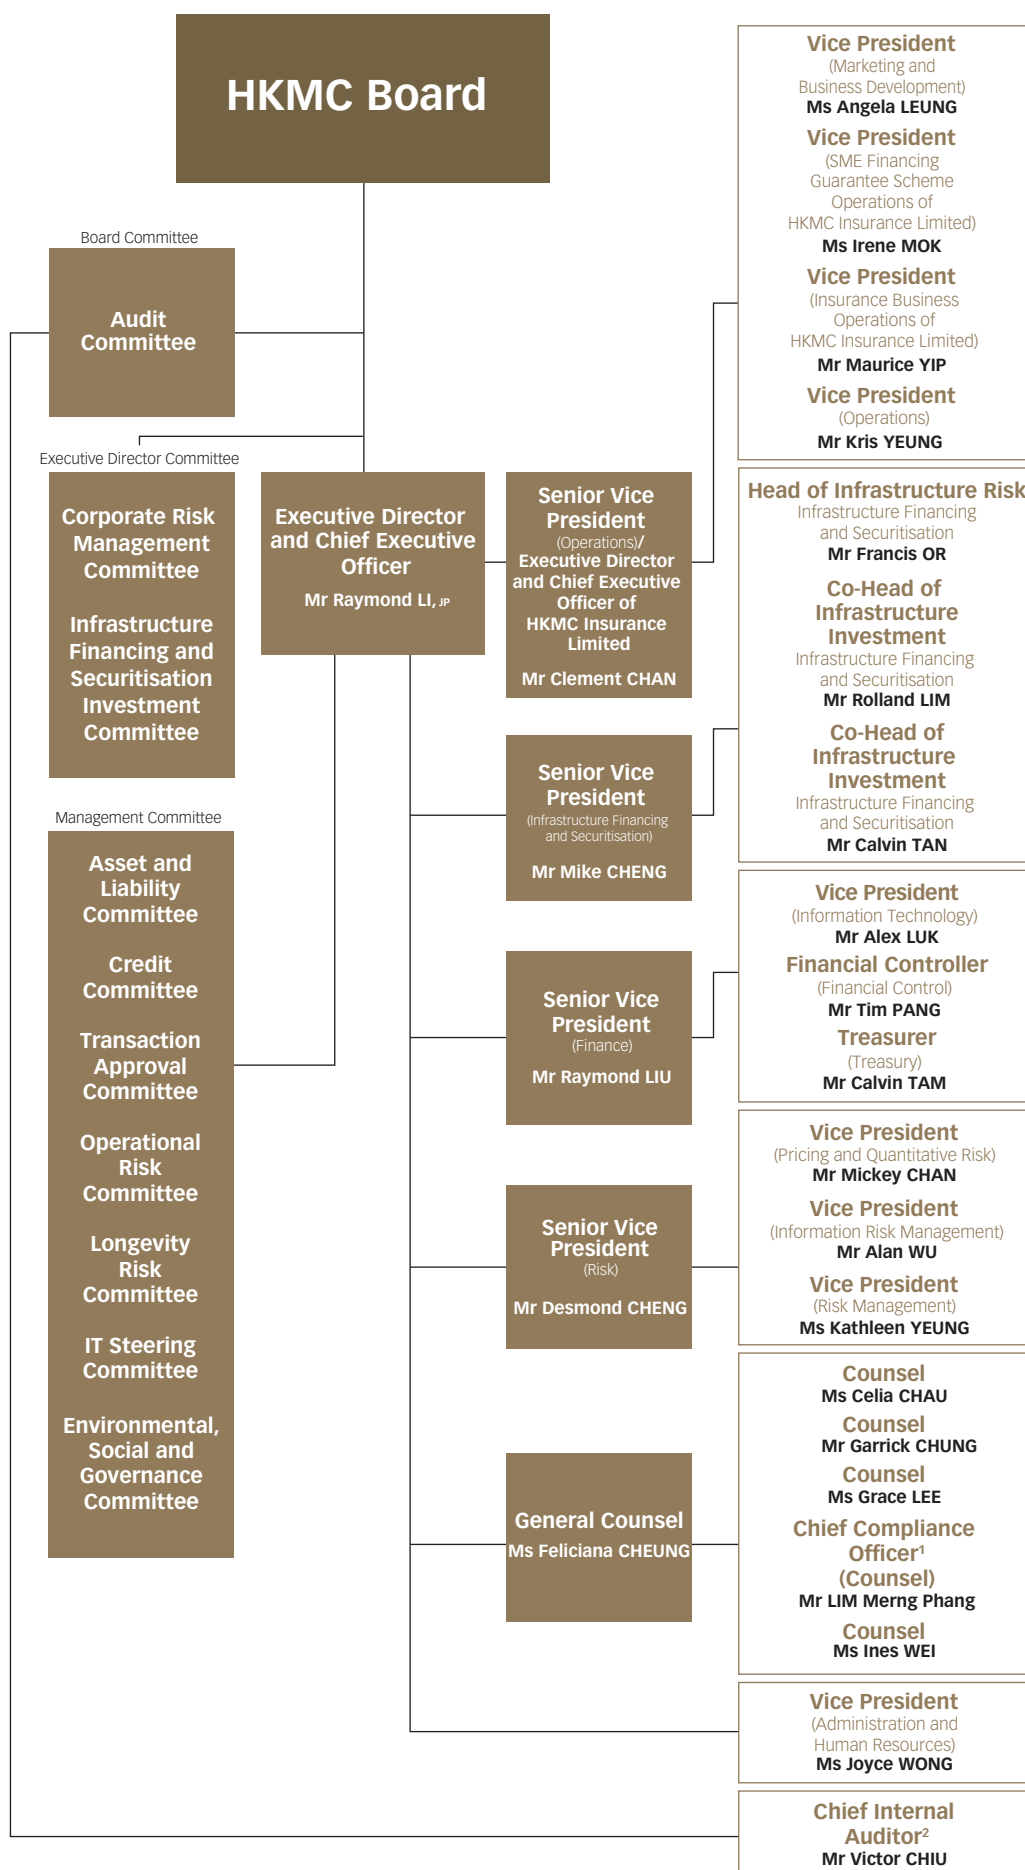 HKMC Board
Board Committee
Audit
Committee
Executive Director Committee
Corporate Risk
Management
Committee
Infrastructure
Financing and
Securitisation
Investment
Committee
Management Committee
Asset and
Liability
Committee
Credit
Committee
Transaction
Approval
Committee
Operational
Risk
Committee
Longevity
Risk
Committee
IT Steering
Committee
Environmental,
Social and
Governance
Committee
Executive Director
and Chief Executive
Officer
Mr Raymond LI, JP
Senior Vice
President
(Operations)/
Executive Director
and Chief Executive
Officer of
HKMC Insurance
Limited
Mr Clement CHAN
Senior Vice
President
(Infrastructure Financing
and Securitisation)
Mr Mike CHENG
Senior Vice
President
(Finance)
Mr Raymond LIU
Senior Vice
President
(Risk)
Mr Desmond CHENG
General Counsel
Ms Feliciana CHEUNG
Vice President
(Marketing and
Business Development)
Ms Angela LEUNG
Vice President
(SME Financing
Guarantee Scheme
Operations of
HKMC Insurance Limited)
Ms Irene MOK
Vice President
(Insurance Business
Operations of
HKMC Insurance Limited)
Mr Maurice YIP
Vice President
(Operations)
Mr Kris YEUNG
Head of Infrastructure Risk
Infrastructure Financing
and Securitisation
Mr Francis OR
Co-Head of
Infrastructure
Investment
Infrastructure Financing
and Securitisation
Mr Rolland LIM
Co-Head of
Infrastructure
Investment
Infrastructure Financing
and Securitisation
Mr Calvin TAN
Vice President
(Information Technology)
Mr Alex LUK
Financial Controller
(Financial Control)
Mr Tim PANG
Treasurer
(Treasury)
Mr Calvin TAM
Vice President
(Pricing and Quantitative Risk)
Mr Mickey CHAN
Vice President
(Information Risk Management)
Mr Alan WU
Vice President
(Risk Management)
Ms Kathleen YEUNG
Counsel
Ms Celia CHAU
Counsel
Mr Garrick CHUNG
Counsel
Ms Grace LEE
Chief Compliance
Officer¹
(Counsel)
Mr LIM Merng Phang
Counsel
Ms Ines WEI
Vice President
(Administration and
Human Resources)
Ms Joyce WONG
Chief Internal
Auditor²
Mr Victor CHIU